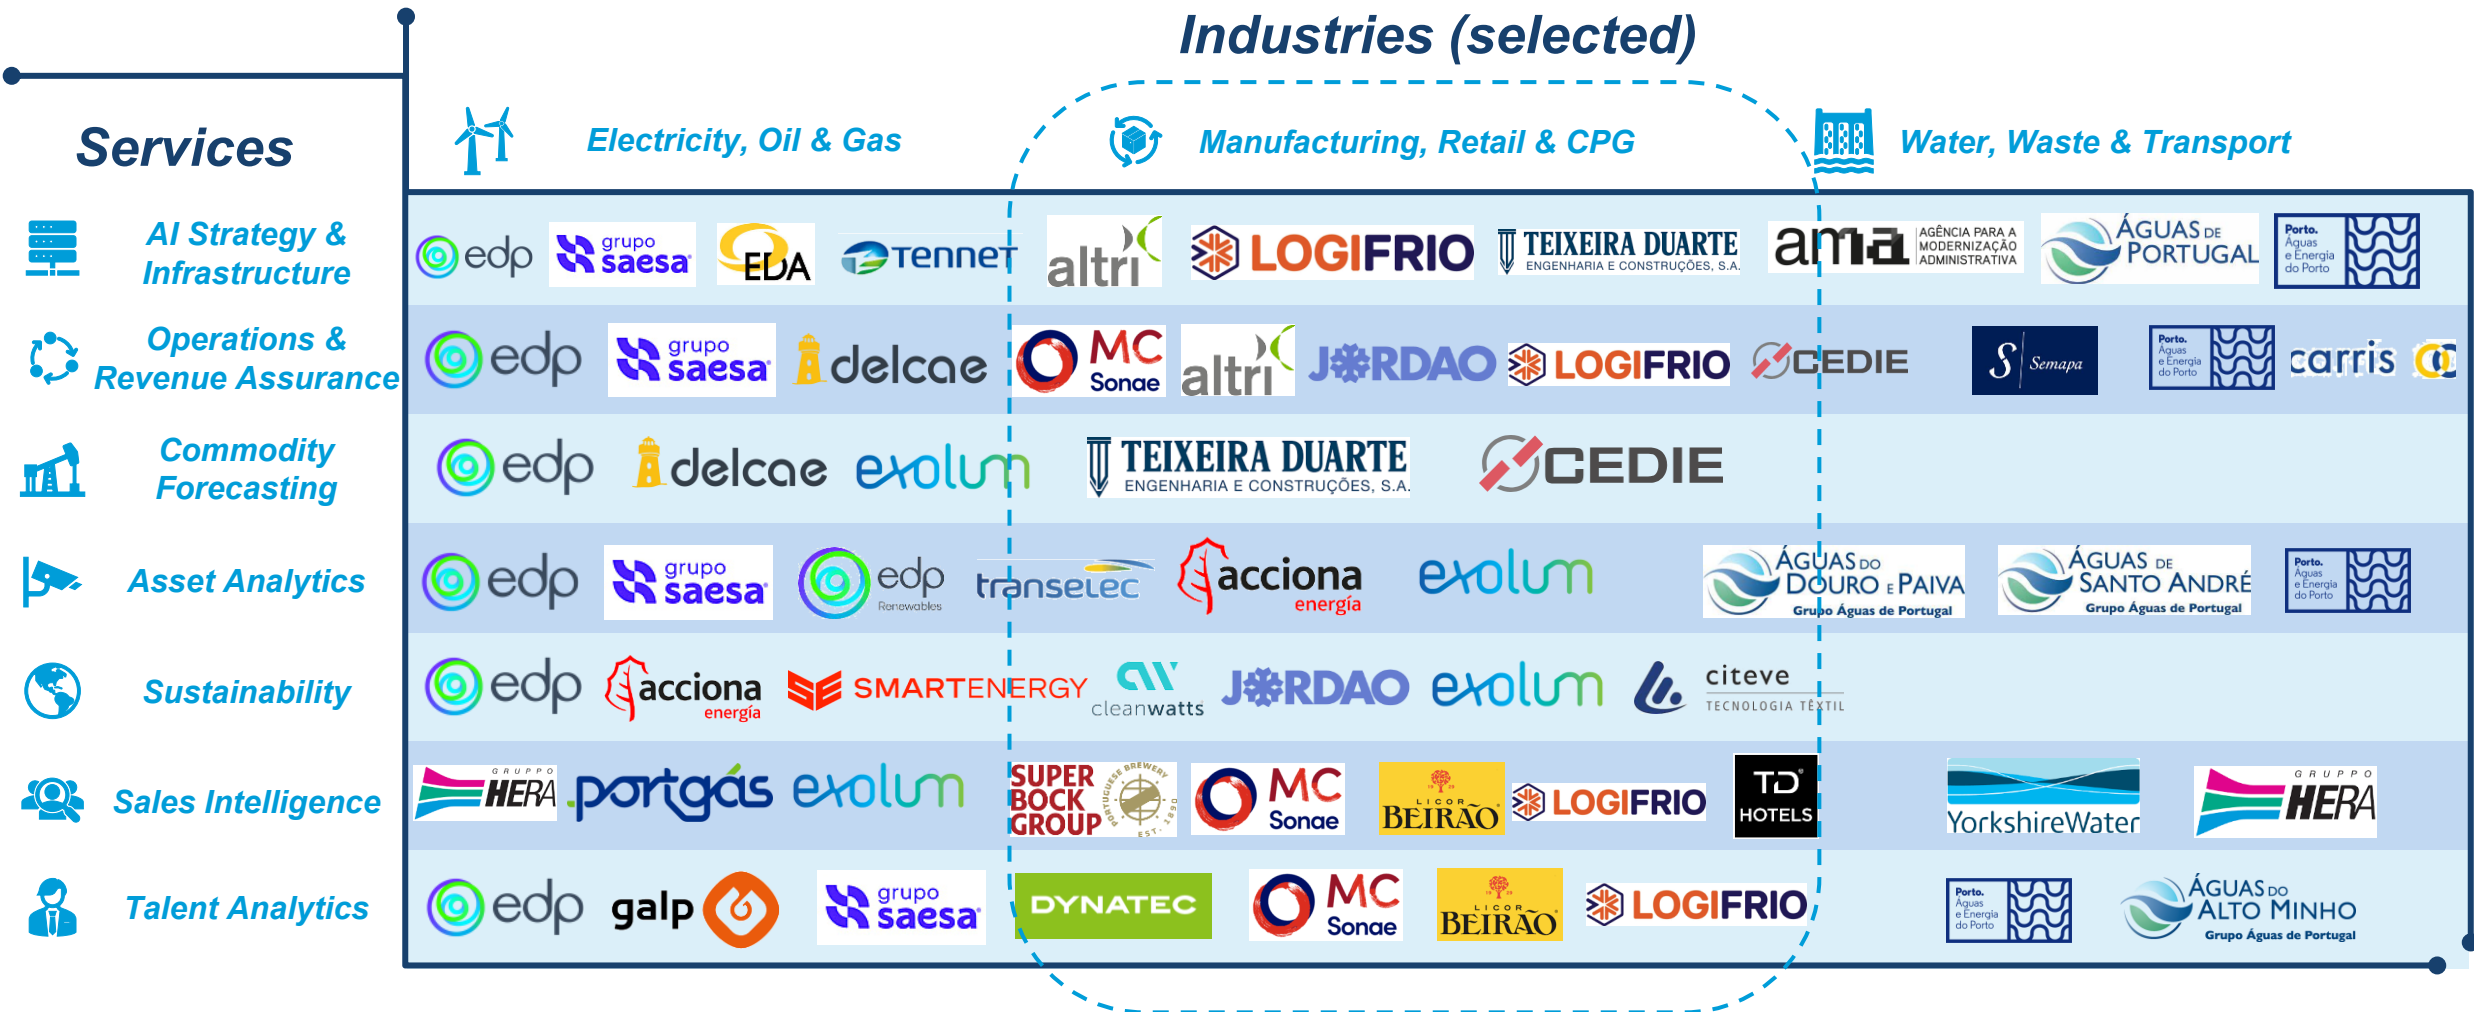 Industries (selected)
Services
Electricity, Oil & Gas
Manufacturing, Retail & CPG
Water, Waste & Transport
AI Strategy &
Infrastructure
edp
grupo
saesa
EDA
TENNET
altri
LOGIFRIO
TEIXEIRA DUARTE
ENGENHARIA E CONSTRUÇÕES, S.A.
ama
AGÊNCIA PARA A
MODERNIZAÇÃO
ADMINISTRATIVA
ÁGUAS DE
PORTUGAL
Porto.
Águas
e Energia
do Porto
Operations &
Revenue Assurance
edp
grupo
saesa
delcae
MC
Sonae
altri
JORDAO
LOGIFRIO
CEDIE
S Semapa
Porto.
Águas
e Energia
do Porto
carris
Commodity
Forecasting
edp
delcae
exolum
TEIXEIRA DUARTE
ENGENHARIA E CONSTRUÇÕES, S.A.
CEDIE
Asset Analytics
edp
grupo
saesa
edp
Renewables
transelec
acciona
energía
exolum
ÁGUAS DO
DOURO E PAIVA
Grupo Águas de Portugal
ÁGUAS DE
SANTO ANDRÉ
Grupo Águas de Portugal
Porto.
Águas
e Energia
do Porto
Sustainability
edp
acciona
energía
SMARTENERGY
cleanwatts
JORDAO
exolum
citeve
TECNOLOGIA TÊXTIL
Sales Intelligence
GRUPPO
HERA
portgás
exolum
SUPER
BOCK
GROUP
PORTUGUESE BREWERY
EST. 1890
MC
Sonae
LICOR
BEIRÃO
LOGIFRIO
TD
HOTELS
YorkshireWater
GRUPPO
HERA
Talent Analytics
edp
galp
grupo
saesa
DYNATEC
MC
Sonae
LICOR
BEIRÃO
LOGIFRIO
Porto.
Águas
e Energia
do Porto
ÁGUAS DO
ALTO MINHO
Grupo Águas de Portugal